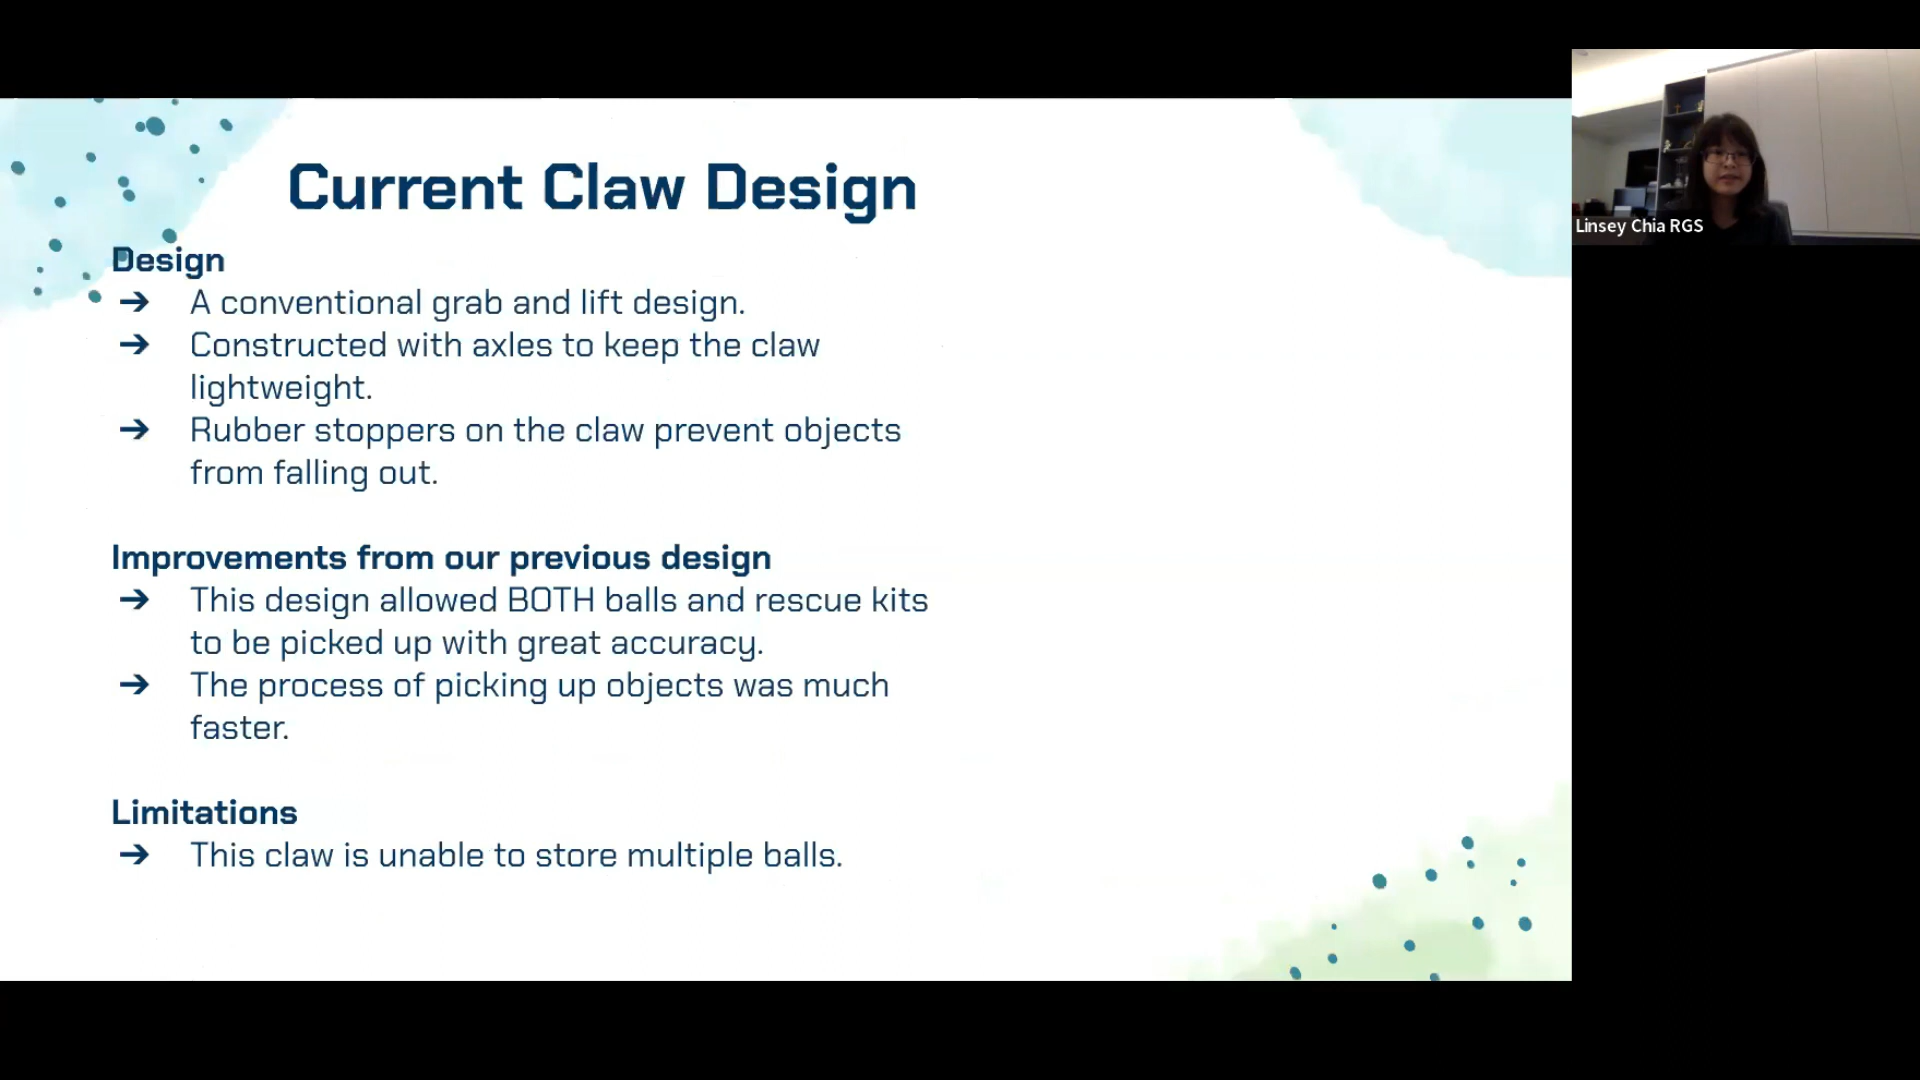 Current Claw Design
Design
➔ A conventional grab and lift design.
➔ Constructed with axles to keep the claw
lightweight.
➔ Rubber stoppers on the claw prevent objects
from falling out.
Improvements from our previous design
➔ This design allowed BOTH balls and rescue kits
to be picked up with great accuracy.
➔ The process of picking up objects was much
faster.
Limitations
➔ This claw is unable to store multiple balls.
Linsey Chia RGS